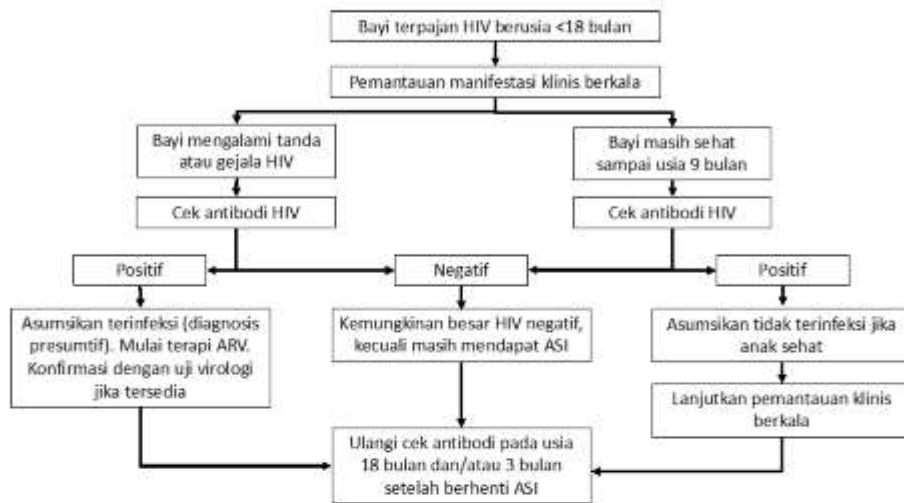 Bayi terpajan HIV berusia <18 bulan
Pemantauan manifestasi klinis berkala
Bayi mengalami tanda
atau gejala HIV
Bayi masih sehat
sampai usia 9 bulan
Cek antibodi HIV
Cek antibodi HIV
Positif
Negatif
Positif
Asumsikan terinfeksi (diagnosis
presumtif). Mulai terapi ARV.
Konfirmasi dengan uji virologi
jika tersedia
Kemungkinan besar HIV negatif,
kecuali masih mendapat ASI
Asumsikan tidak terinfeksi jika
anak sehat
Lanjutkan pemantauan klinis
berkala
Ulangi cek antibodi pada usia
18 bulan dan/atau 3 bulan
setelah berhenti ASI